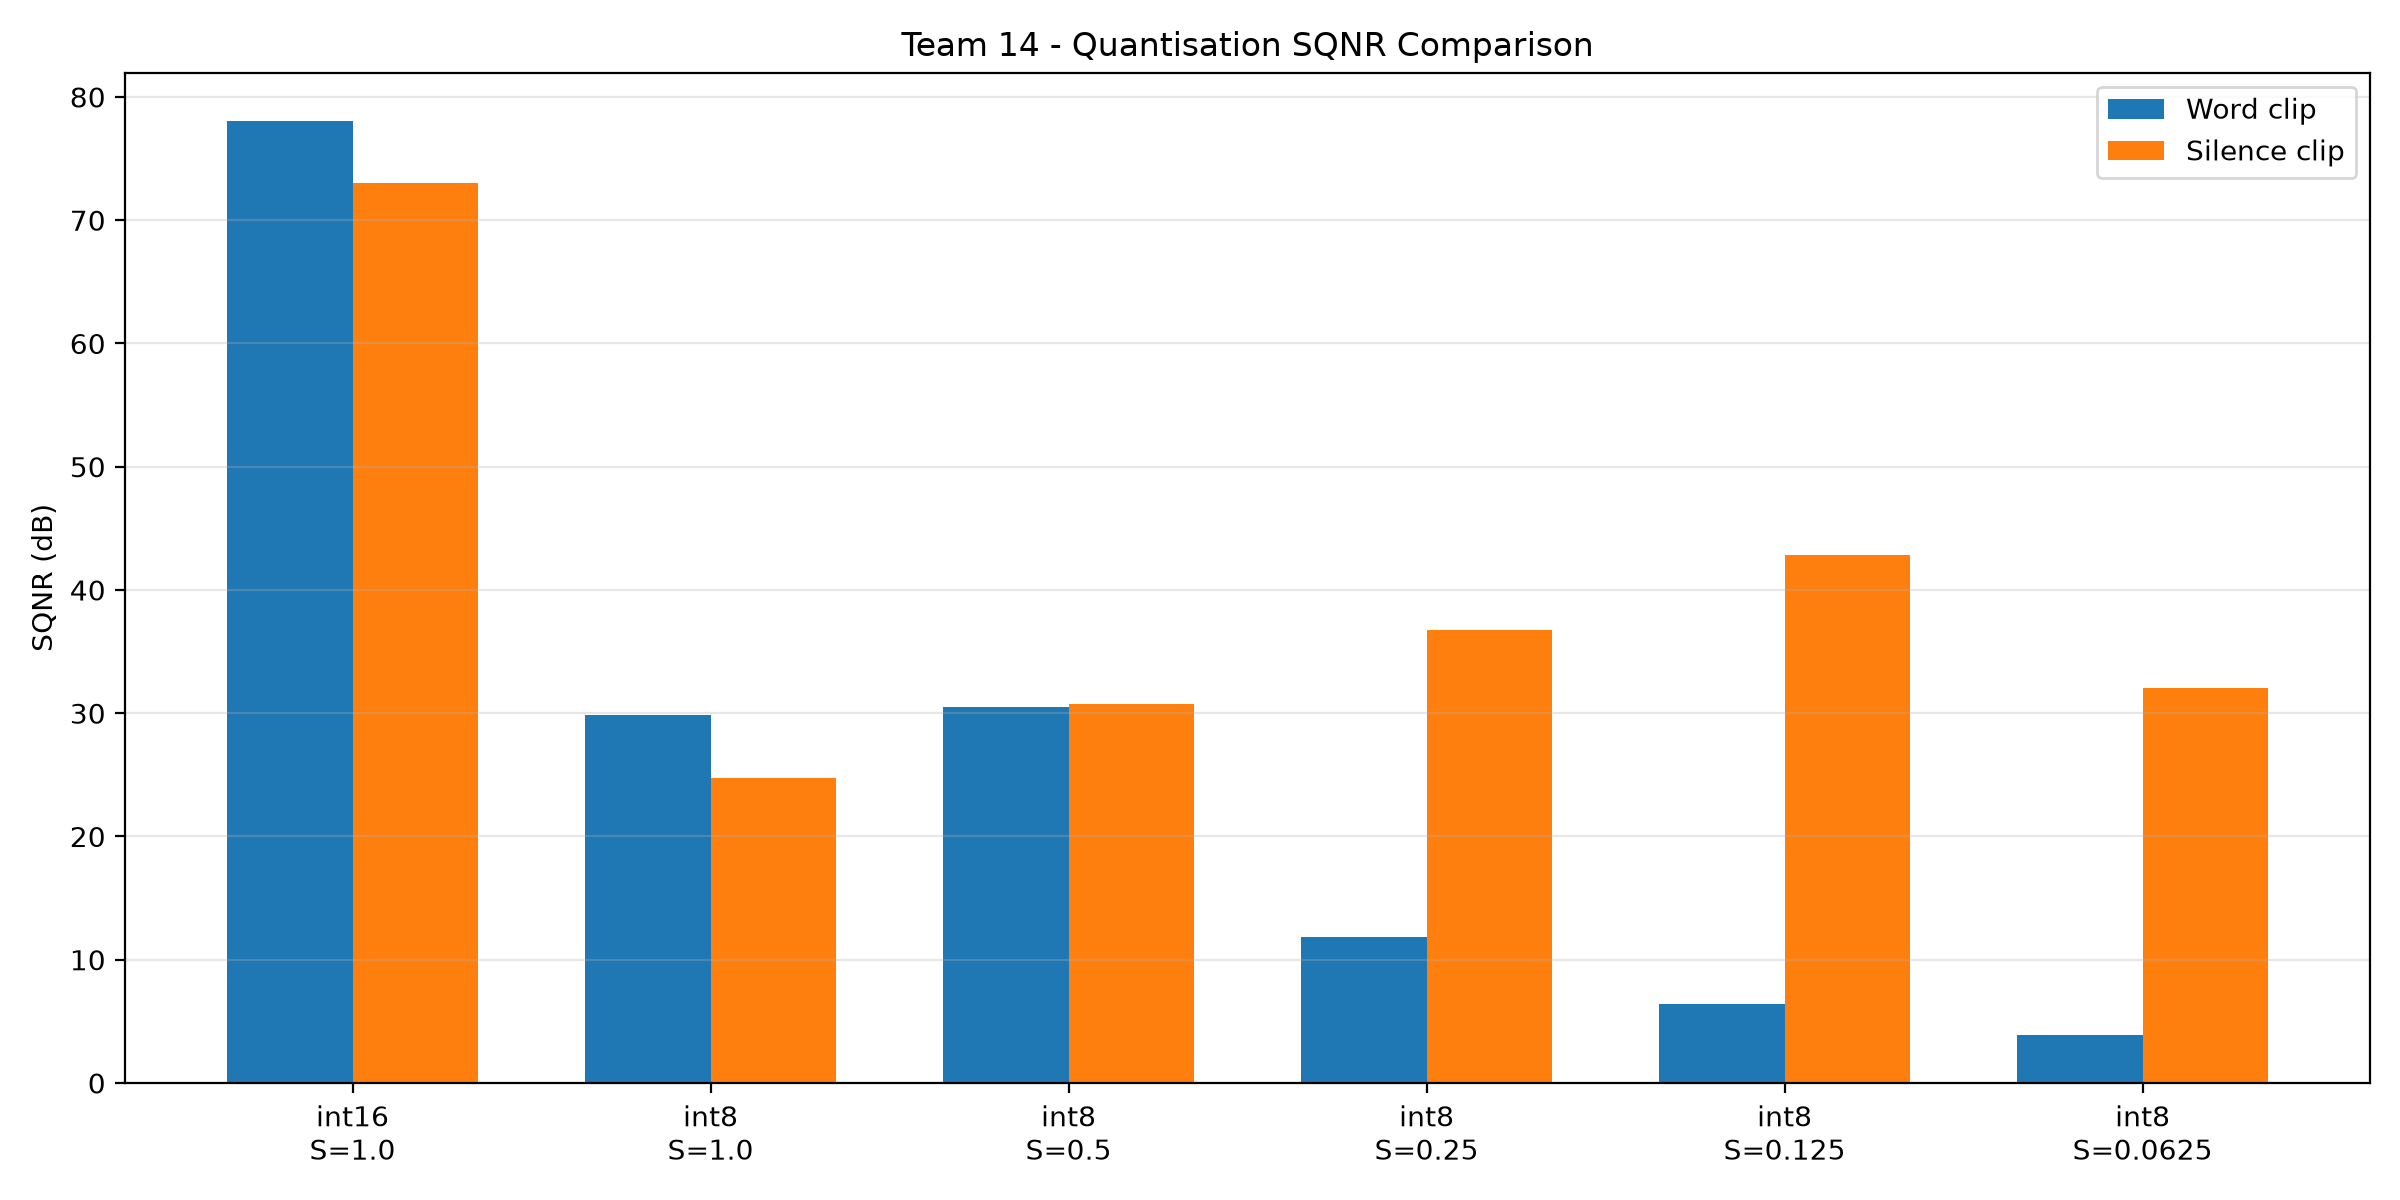 Team 14 - Quantisation SQNR Comparison
Word clip
Silence clip
SQNR (dB)
80
70
60
50
40
30
20
10
0
int16
S=1.0
int8
S=1.0
int8
S=0.5
int8
S=0.25
int8
S=0.125
int8
S=0.0625